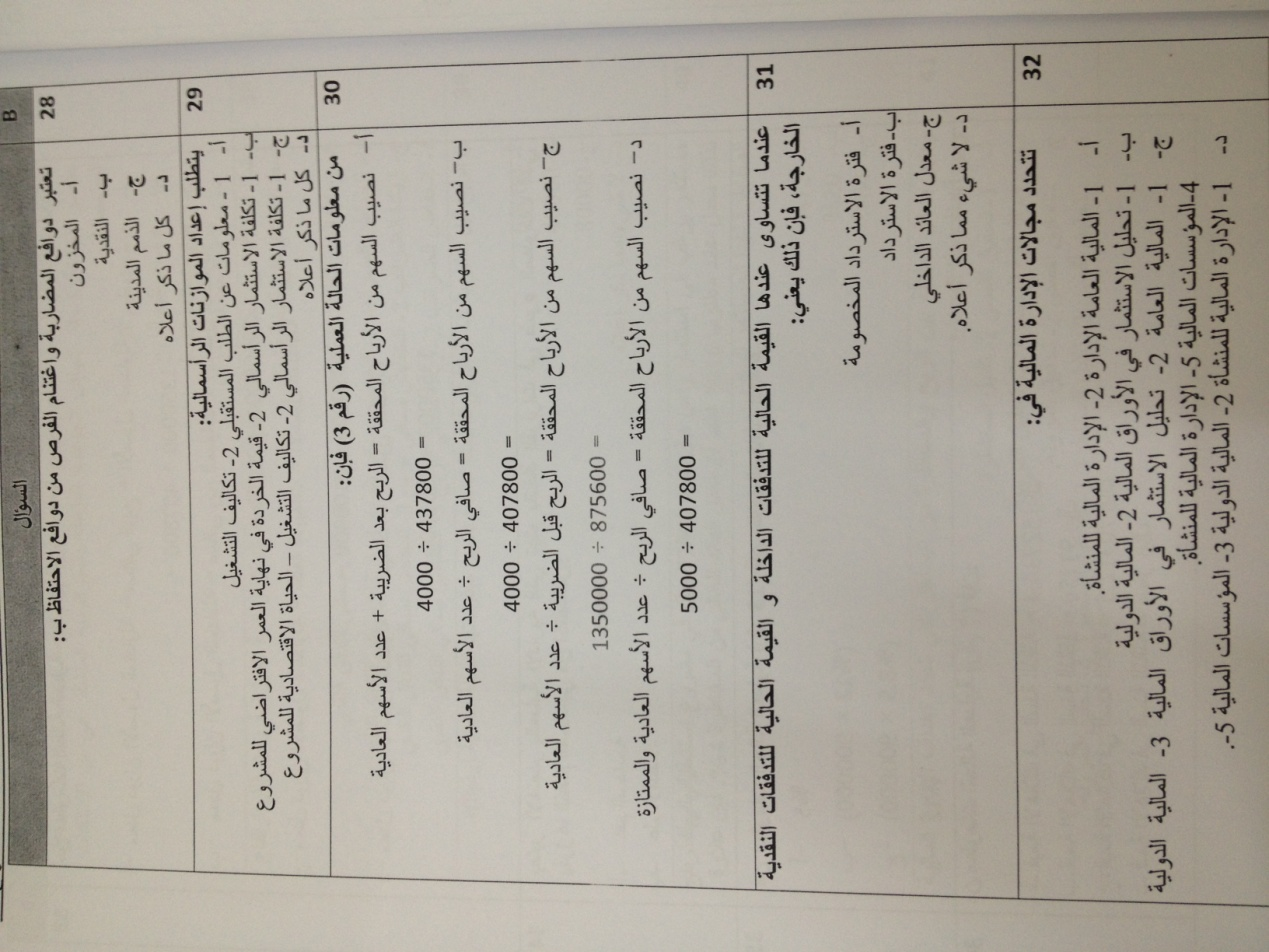 B
السؤال
28
تعتبر دوافع المضاربة واغتنام الفرص من دوافع الاحتفاظ ب:
أ- المخزون
ب- النقدية
ج- الذمم المدينة
د- كل ما ذكر أعلاه
29
يتطلب إعداد الموازنات الرأسمالية:
أ- 1 - معلومات عن الطلب المستقبلي 2- تكاليف التشغيل
ب- 1- تكلفة الاستثمار الرأسمالي 2- قيمة الخردة في نهاية العمر الافتراضي للمشروع
ج- 1- تكلفة الاستثمار الرأسمالي 2- تكاليف التشغيل – الحياة الاقتصادية للمشروع
د- كل ما ذكر أعلاه
30
من معلومات الحالة العملية (رقم 3) فإن:
أ- نصيب السهم من الأرباح المحققة = الربح بعد الضريبة + عدد الأسهم العادية
= 437800 ÷ 4000
ب- نصيب السهم من الأرباح المحققة = صافي الربح ÷ عدد الأسهم العادية
= 407800 ÷ 4000
ج- نصيب السهم من الأرباح المحققة = الربح قبل الضريبة ÷ عدد الأسهم العادية
= 875600 ÷ 1350000
د- نصيب السهم من الأرباح المحققة = صافي الربح ÷ عدد الأسهم العادية والممتازة
= 407800 ÷ 5000
31
عندما تتساوى عندها القيمة الحالية للتدفقات الداخلة و القيمة الحالية للتدفقات النقدية
الخارجة، فإن ذلك يعني:
أ- فترة الاسترداد المخصومة
ب- فترة الاسترداد
ج- معدل العائد الداخلي
د- لا شيء مما ذكر أعلاه.
32
تتحدد مجالات الإدارة المالية في:
أ- 1- المالية العامة الإدارة 2- الإدارة المالية للمنشأة.
ب- 1- تحليل الاستثمار في الأوراق المالية 2- المالية الدولية
ج- 1- المالية العامة 2- تحليل الاستثمار في الأوراق المالية 3- المالية الدولية
4-المؤسسات المالية 5- الإدارة المالية للمنشأة.
د- 1- الإدارة المالية للمنشأة 2- المالية الدولية 3- المؤسسات المالية 5-.